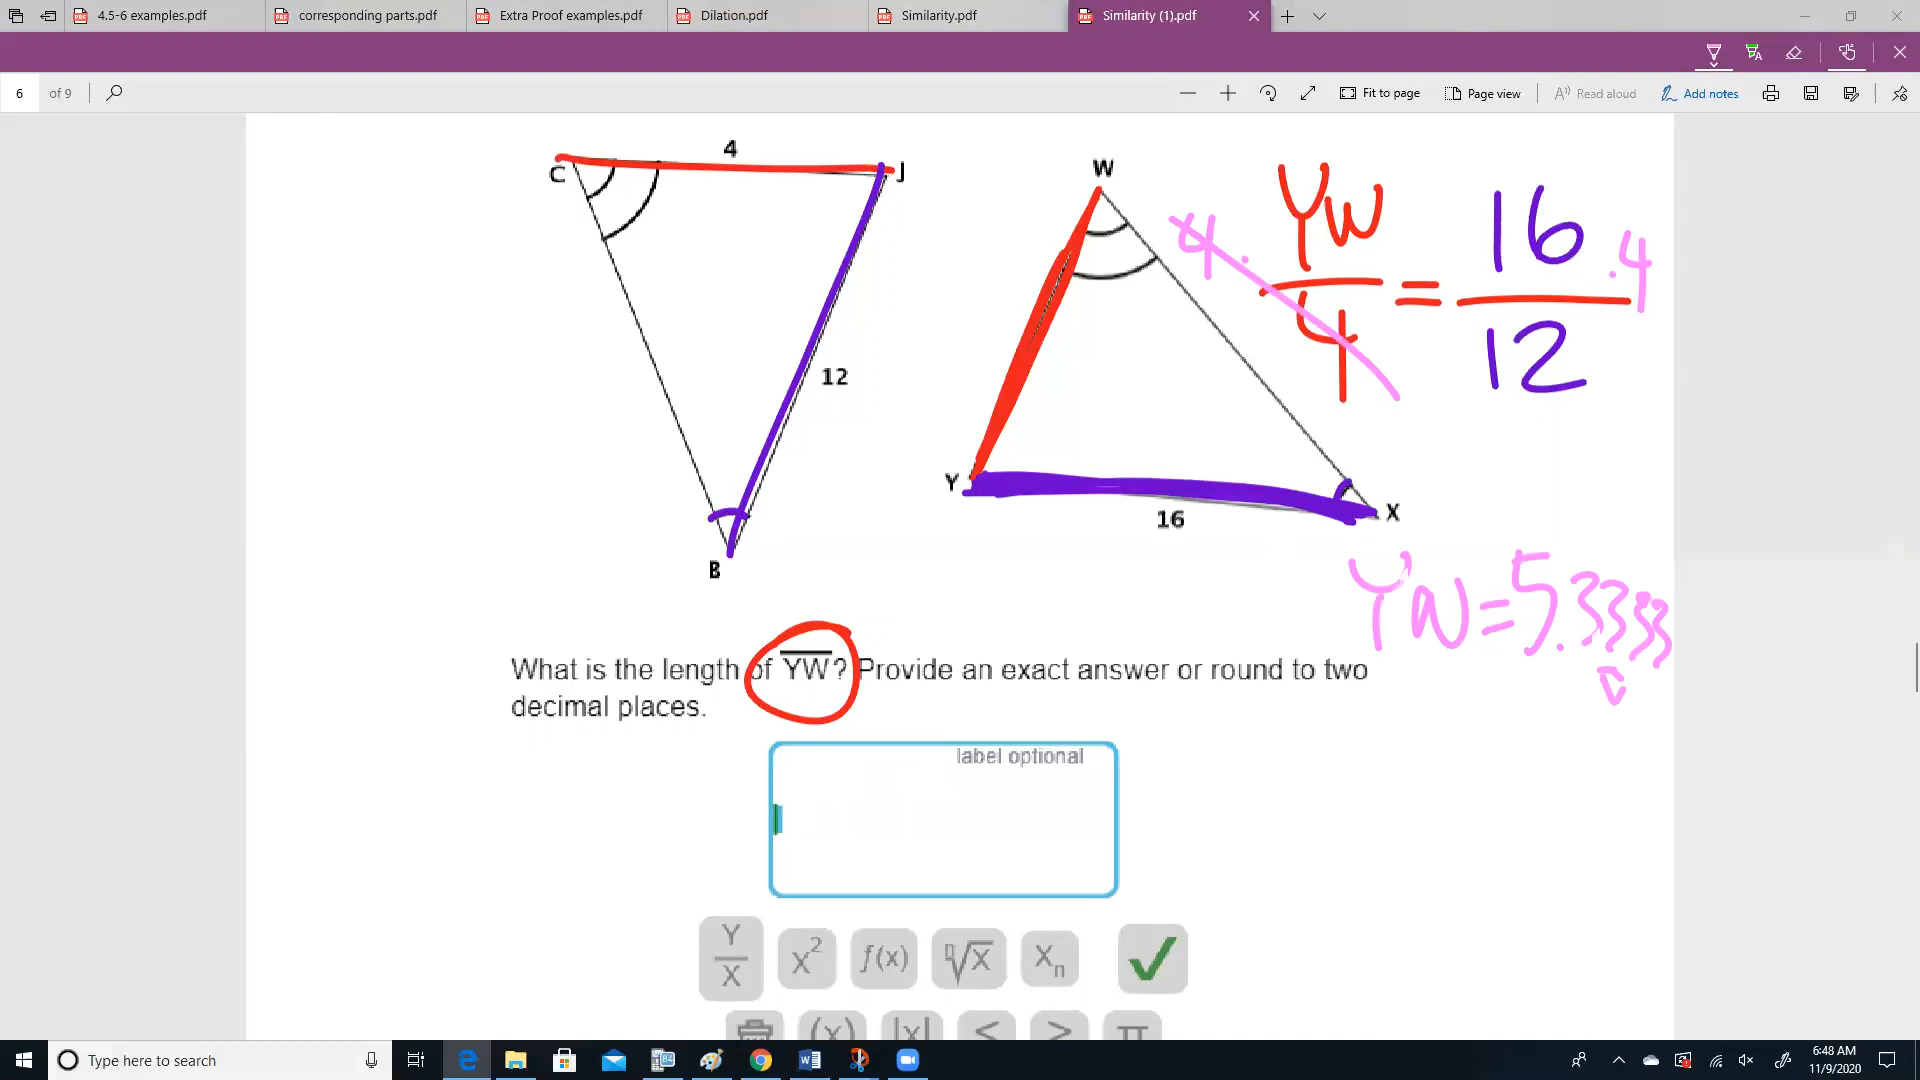 4.5-6 examples.pdf
corresponding parts.pdf
Extra Proof examples.pdf
Dilation.pdf
Similarity.pdf
Similarity (1).pdf
6 of 9
Fit to page
Page view
Read aloud
Add notes
4
C
J
12
B
W
Y
X
16
4 · YW / 4 = 16 · 4 / 12
YW = 5.3333
What is the length of YW? Provide an exact answer or round to two
decimal places.
label optional
Y
X
X²
f(x)
ⁿ√X
Xn
(x) |x| < > π
Type here to search
6:48 AM
11/9/2020